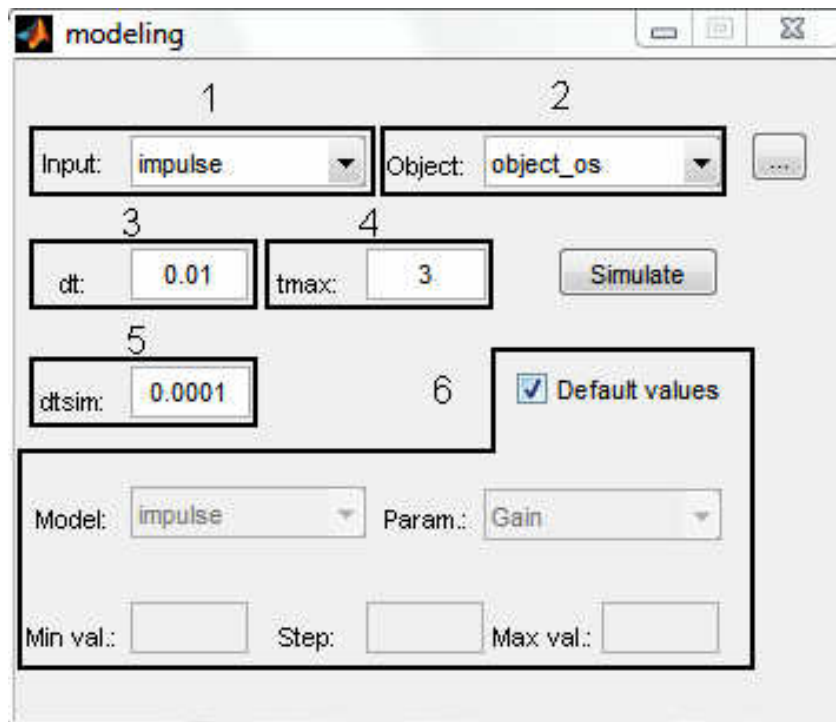 modeling
1 2
Input: impulse Object: object_os ...
3 4
dt: 0.01 tmax: 3 Simulate
5
dtsim: 0.0001 6 Default values
Model: impulse Param.: Gain
Min val.: Step: Max val.: